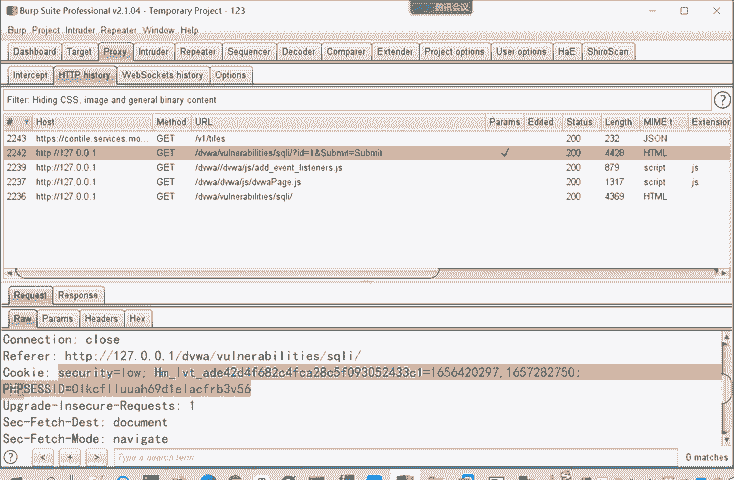 Burp Suite Professional v2.1.04 - Temporary Project - 123
腾讯会议
Burp Project Intruder Repeater Window Help
Dashboard Target Proxy Intruder Repeater Sequencer Decoder Comparer Extender Project options User options HaE ShiroScan
Intercept HTTP history WebSockets history Options
Filter: Hiding CSS, image and general binary content
# Host Method URL Params Edited Status Length MIME t Extension
2243 https://contile.services.mo... GET /v1/tiles 200 232 JSON
2242 http://127.0.0.1 GET /dvwa/vulnerabilities/sqli/?id=1&Submit=Submit ✓ 200 4428 HTML
2239 http://127.0.0.1 GET /dvwa//dvwa/js/add_event_listeners.js 200 879 script js
2237 http://127.0.0.1 GET /dvwa/dvwa/js/dvwaPage.js 200 1317 script js
2236 http://127.0.0.1 GET /dvwa/vulnerabilities/sqli/ 200 4369 HTML
Request Response
Raw Params Headers Hex
Connection: close
Referer: http://127.0.0.1/dvwa/vulnerabilities/sqli/
Cookie: security=low; Hm_lvt_ade42d4f682c4fca28c5f093052433c1=1656420297,1657282750;
Upgrade-Insecure-Requests: 1
Sec-Fetch-Dest: document
Sec-Fetch-Mode: navigate
? < + > Type a search term 0 matches